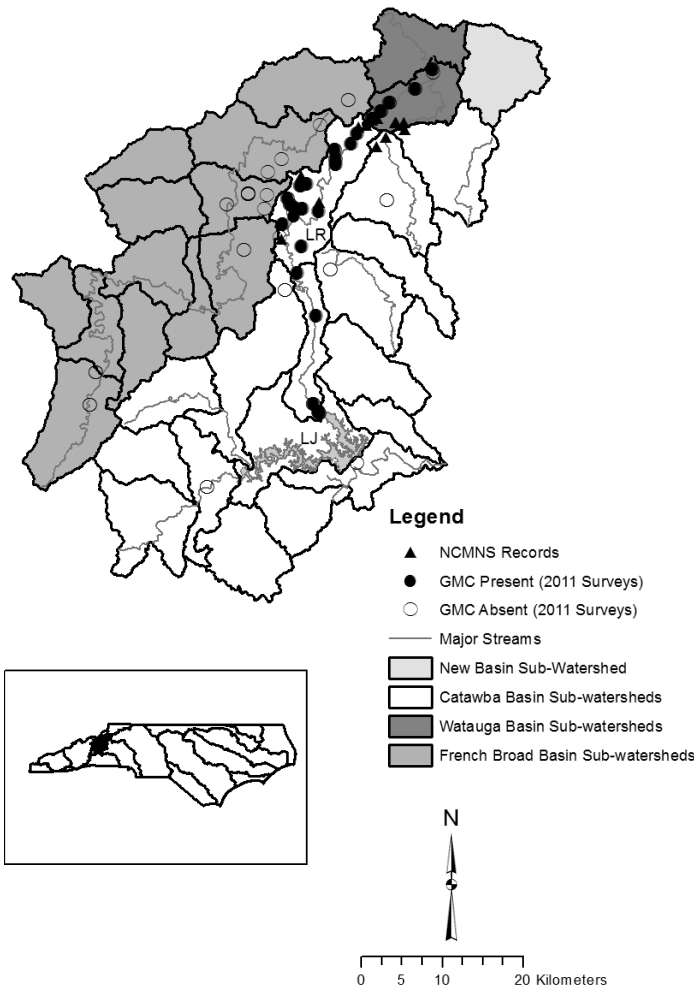 LR
LJ
Legend
NCMNS Records
GMC Present (2011 Surveys)
GMC Absent (2011 Surveys)
Major Streams
New Basin Sub-Watershed
Catawba Basin Sub-watersheds
Watauga Basin Sub-watersheds
French Broad Basin Sub-watersheds
N
0 5 10 20 Kilometers